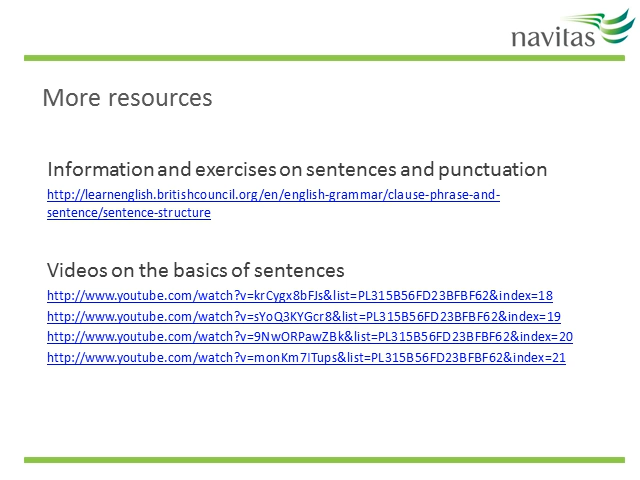 navitas
More resources
Information and exercises on sentences and punctuation
http://learnenglish.britishcouncil.org/en/english-grammar/clause-phrase-and-
sentence/sentence-structure
Videos on the basics of sentences
http://www.youtube.com/watch?v=krCygx8bFJs&list=PL315B56FD23BFBF62&index=18
http://www.youtube.com/watch?v=sYoQ3KYGcr8&list=PL315B56FD23BFBF62&index=19
http://www.youtube.com/watch?v=9NwORPawZBk&list=PL315B56FD23BFBF62&index=20
http://www.youtube.com/watch?v=monKm7ITups&list=PL315B56FD23BFBF62&index=21